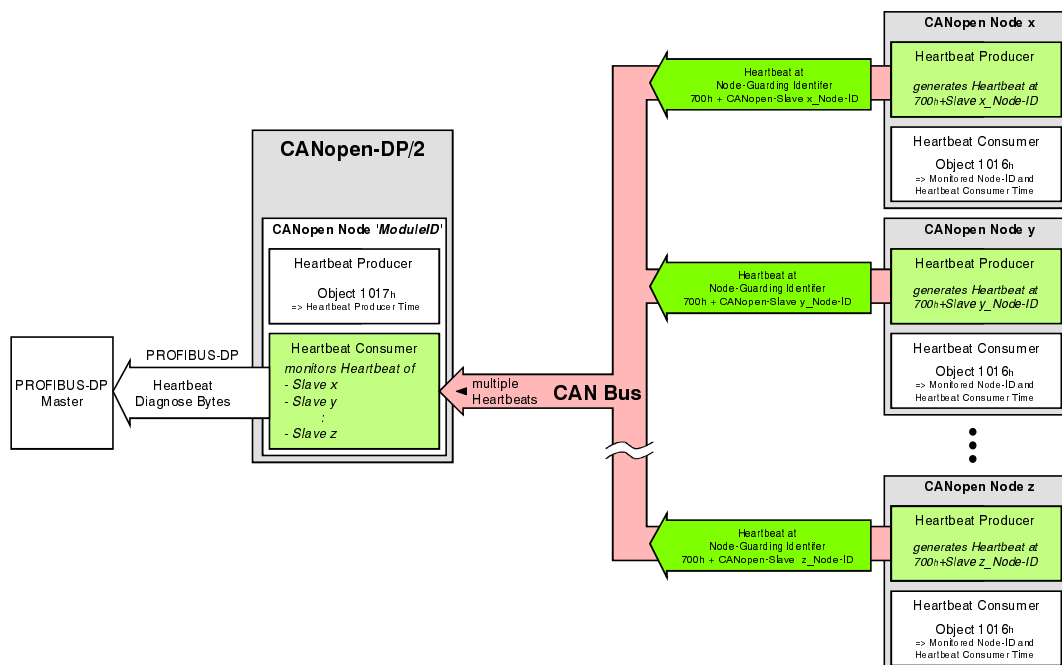 PROFIBUS-DP
Master
PROFIBUS-DP
Heartbeat
Diagnose Bytes
CANopen-DP/2
CANopen Node 'ModuleID'
Heartbeat Producer
Object 1017h
=> Heartbeat Producer Time
Heartbeat Consumer
monitors Heartbeat of
- Slave x
- Slave y
:
- Slave z
multiple
Heartbeats
CAN Bus
Heartbeat at
Node-Guarding Identifer
700h + CANopen-Slave x_Node-ID
CANopen Node x
Heartbeat Producer
generates Heartbeat at
700h+Slave x_Node-ID
Heartbeat Consumer
Object 1016h
=> Monitored Node-ID and
Heartbeat Consumer Time
Heartbeat at
Node-Guarding Identifer
700h + CANopen-Slave y_Node-ID
CANopen Node y
Heartbeat Producer
generates Heartbeat at
700h+Slave y_Node-ID
Heartbeat Consumer
Object 1016h
=> Monitored Node-ID and
Heartbeat Consumer Time
Heartbeat at
Node-Guarding Identifer
700h + CANopen-Slave z_Node-ID
CANopen Node z
Heartbeat Producer
generates Heartbeat at
700h+Slave z_Node-ID
Heartbeat Consumer
Object 1016h
=> Monitored Node-ID and
Heartbeat Consumer Time